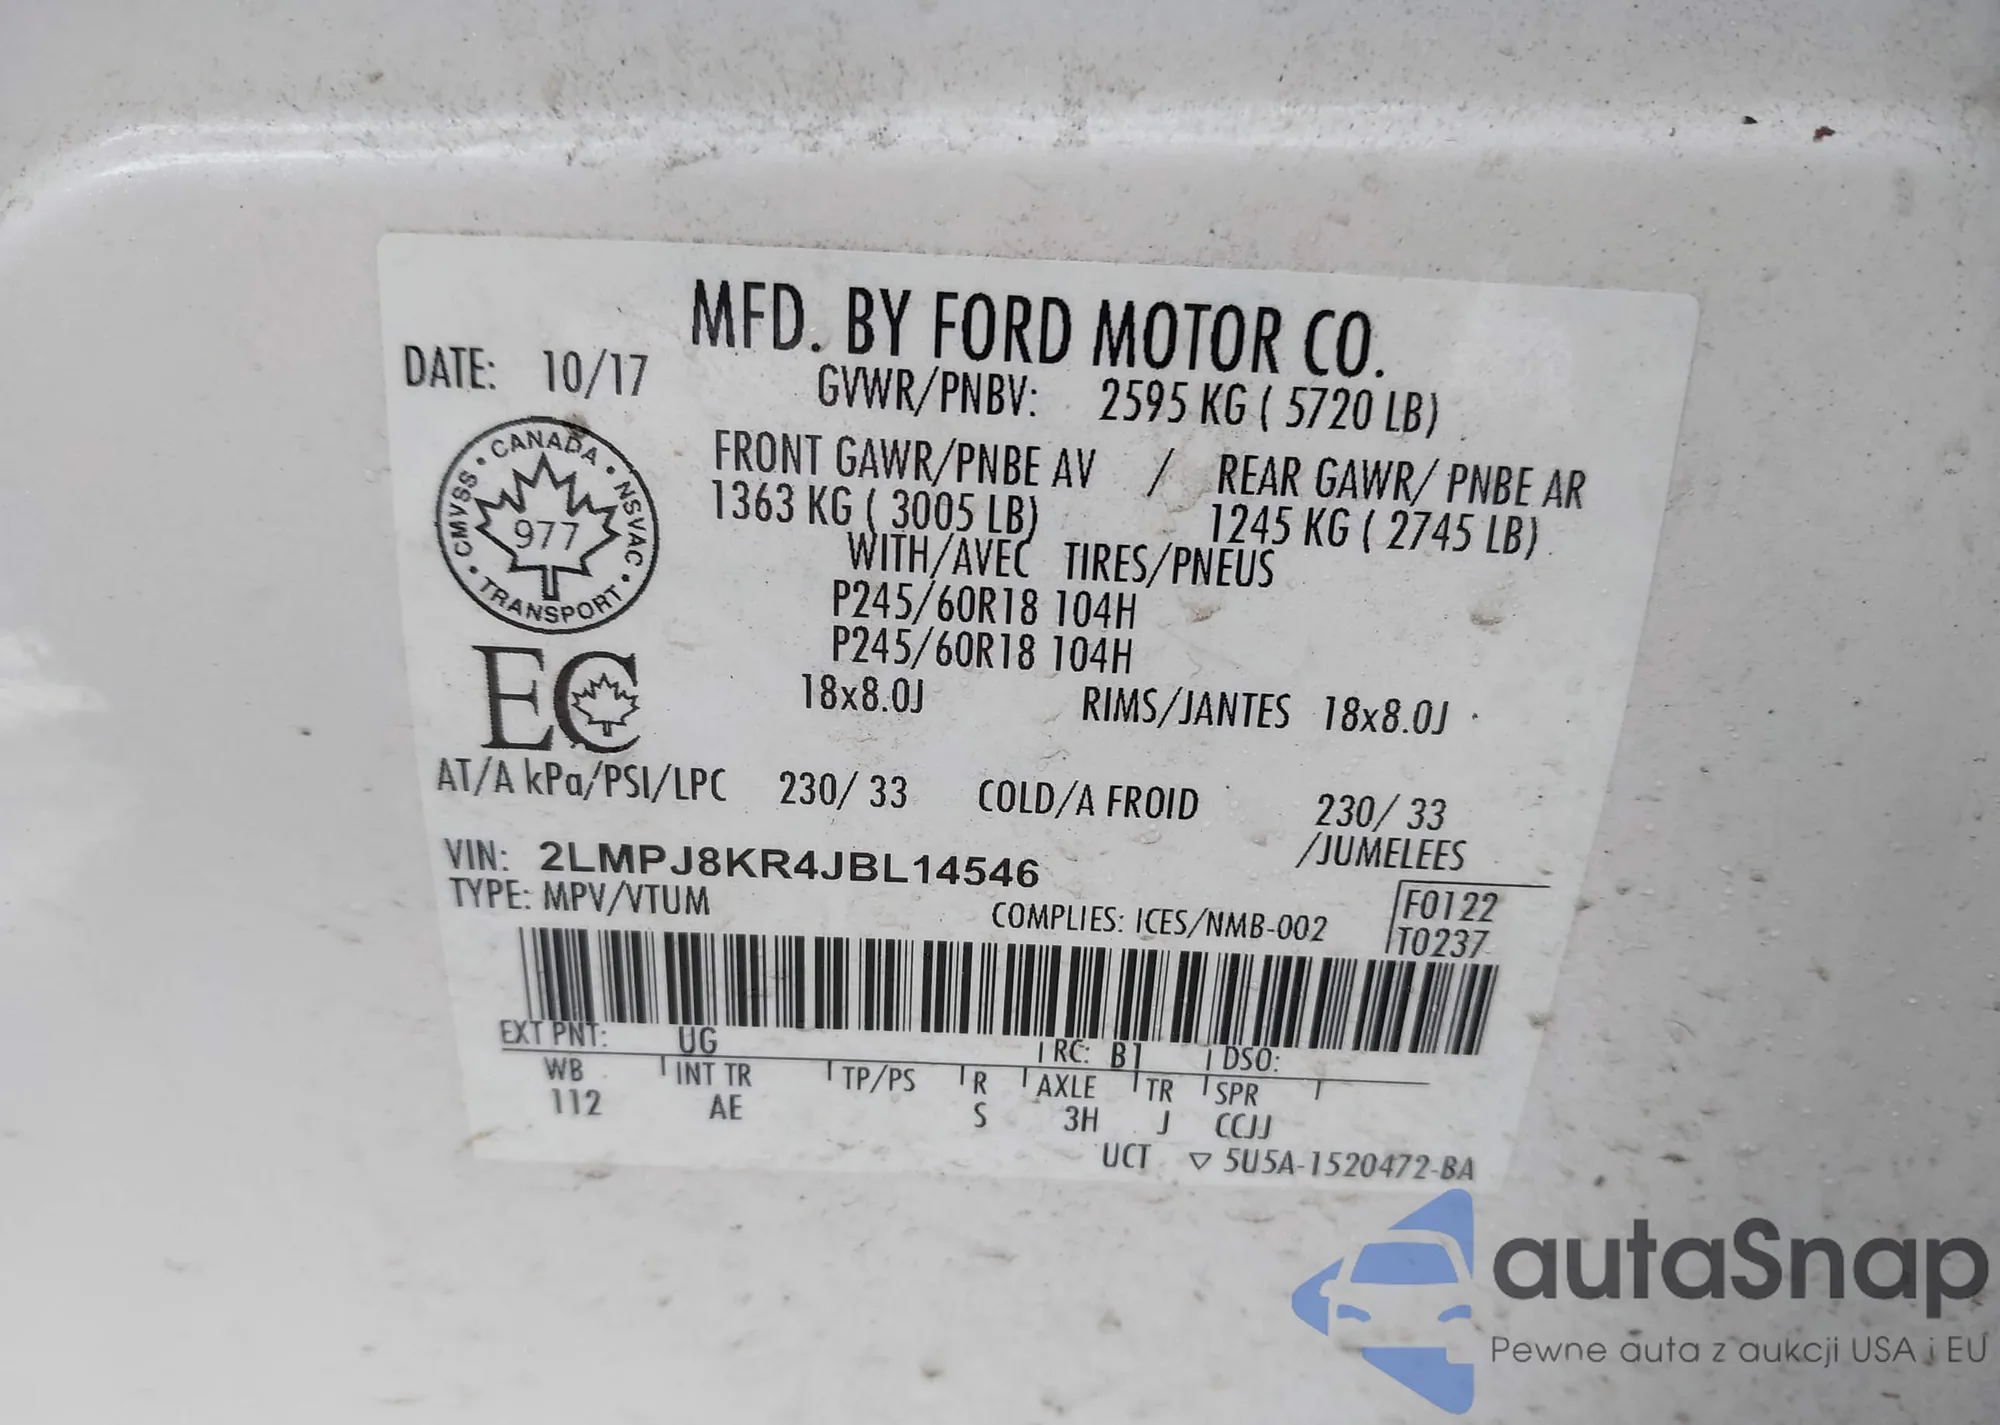 MFD. BY FORD MOTOR CO.
DATE: 10/17
GVWR/PNBV: 2595 KG ( 5720 LB)
FRONT GAWR/PNBE AV / REAR GAWR/ PNBE AR
1363 KG ( 3005 LB) 1245 KG ( 2745 LB)
WITH/AVEC TIRES/PNEUS
P245/60R18 104H
P245/60R18 104H
18x8.0J RIMS/JANTES 18x8.0J
CANADA • NSVAC • TRANSPORT • CMVSS •
977
EC
AT/A kPa/PSI/LPC 230/ 33 COLD/A FROID 230/ 33
/JUMELEES
VIN: 2LMPJ8KR4JBL14546
TYPE: MPV/VTUM
COMPLIES: ICES/NMB-002
F0122
T0237
EXT PNT: UG RC: B1 DSO:
WB INT TR TP/PS R AXLE TR SPR
112 AE S 3H J CCJJ
UCT ▽ 5U5A-1520472-BA
autaSnap
Pewne auta z aukcji USA i EU